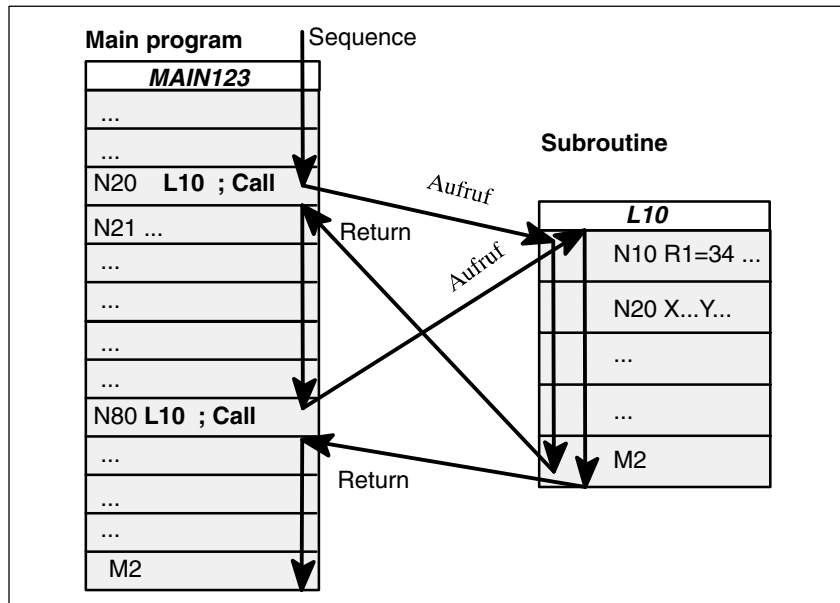 Main program
Sequence
MAIN123
...
...
N20 L10 ; Call
N21 ...
...
...
...
...
N80 L10 ; Call
...
...
...
M2
Aufruf
Return
Aufruf
Return
Subroutine
L10
N10 R1=34 ...
N20 X...Y...
...
...
M2